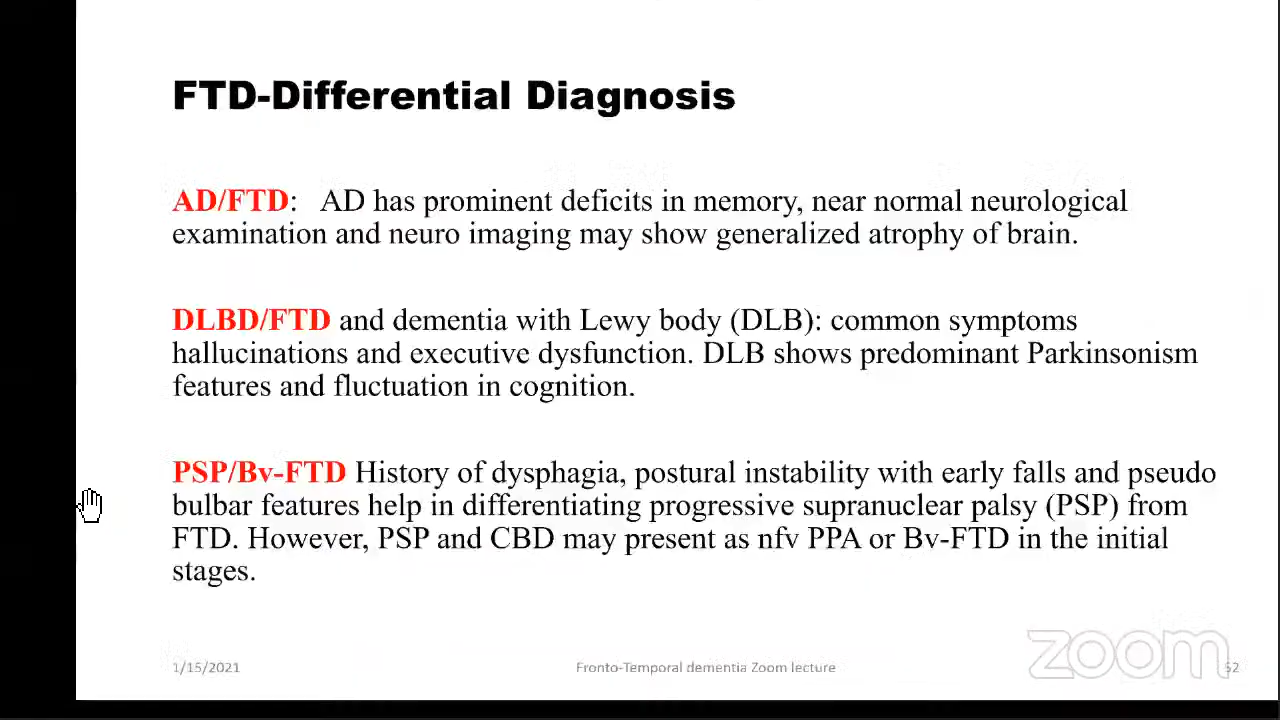 FTD-Differential Diagnosis
AD/FTD: AD has prominent deficits in memory, near normal neurological
examination and neuro imaging may show generalized atrophy of brain.
DLBD/FTD and dementia with Lewy body (DLB): common symptoms
hallucinations and executive dysfunction. DLB shows predominant Parkinsonism
features and fluctuation in cognition.
PSP/Bv-FTD History of dysphagia, postural instability with early falls and pseudo
bulbar features help in differentiating progressive supranuclear palsy (PSP) from
FTD. However, PSP and CBD may present as nfv PPA or Bv-FTD in the initial
stages.
1/15/2021
Fronto-Temporal dementia Zoom lecture
zoom
52